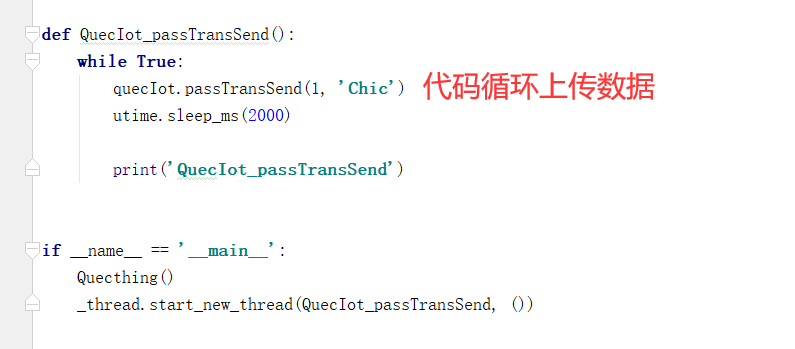 def QuecIot_passTransSend():
while True:
quecIot.passTransSend(1, 'Chic') 代码循环上传数据
utime.sleep_ms(2000)
print('QuecIot_passTransSend')
if __name__ == '__main__':
Quecthing()
_thread.start_new_thread(QuecIot_passTransSend, ())